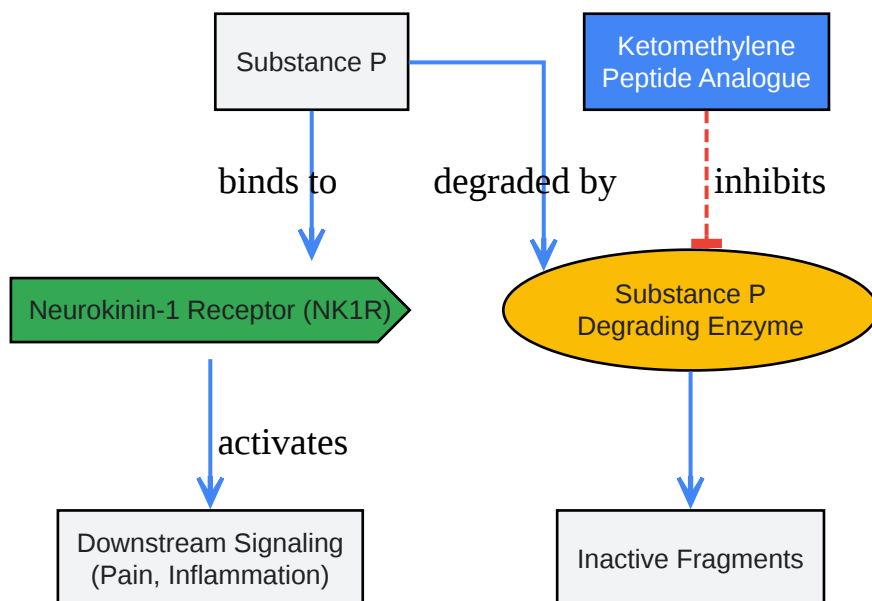 Substance P
Ketomethylene
Peptide Analogue
binds to
degraded by
inhibits
Neurokinin-1 Receptor (NK1R)
Substance P
Degrading Enzyme
activates
Downstream Signaling
(Pain, Inflammation)
Inactive Fragments